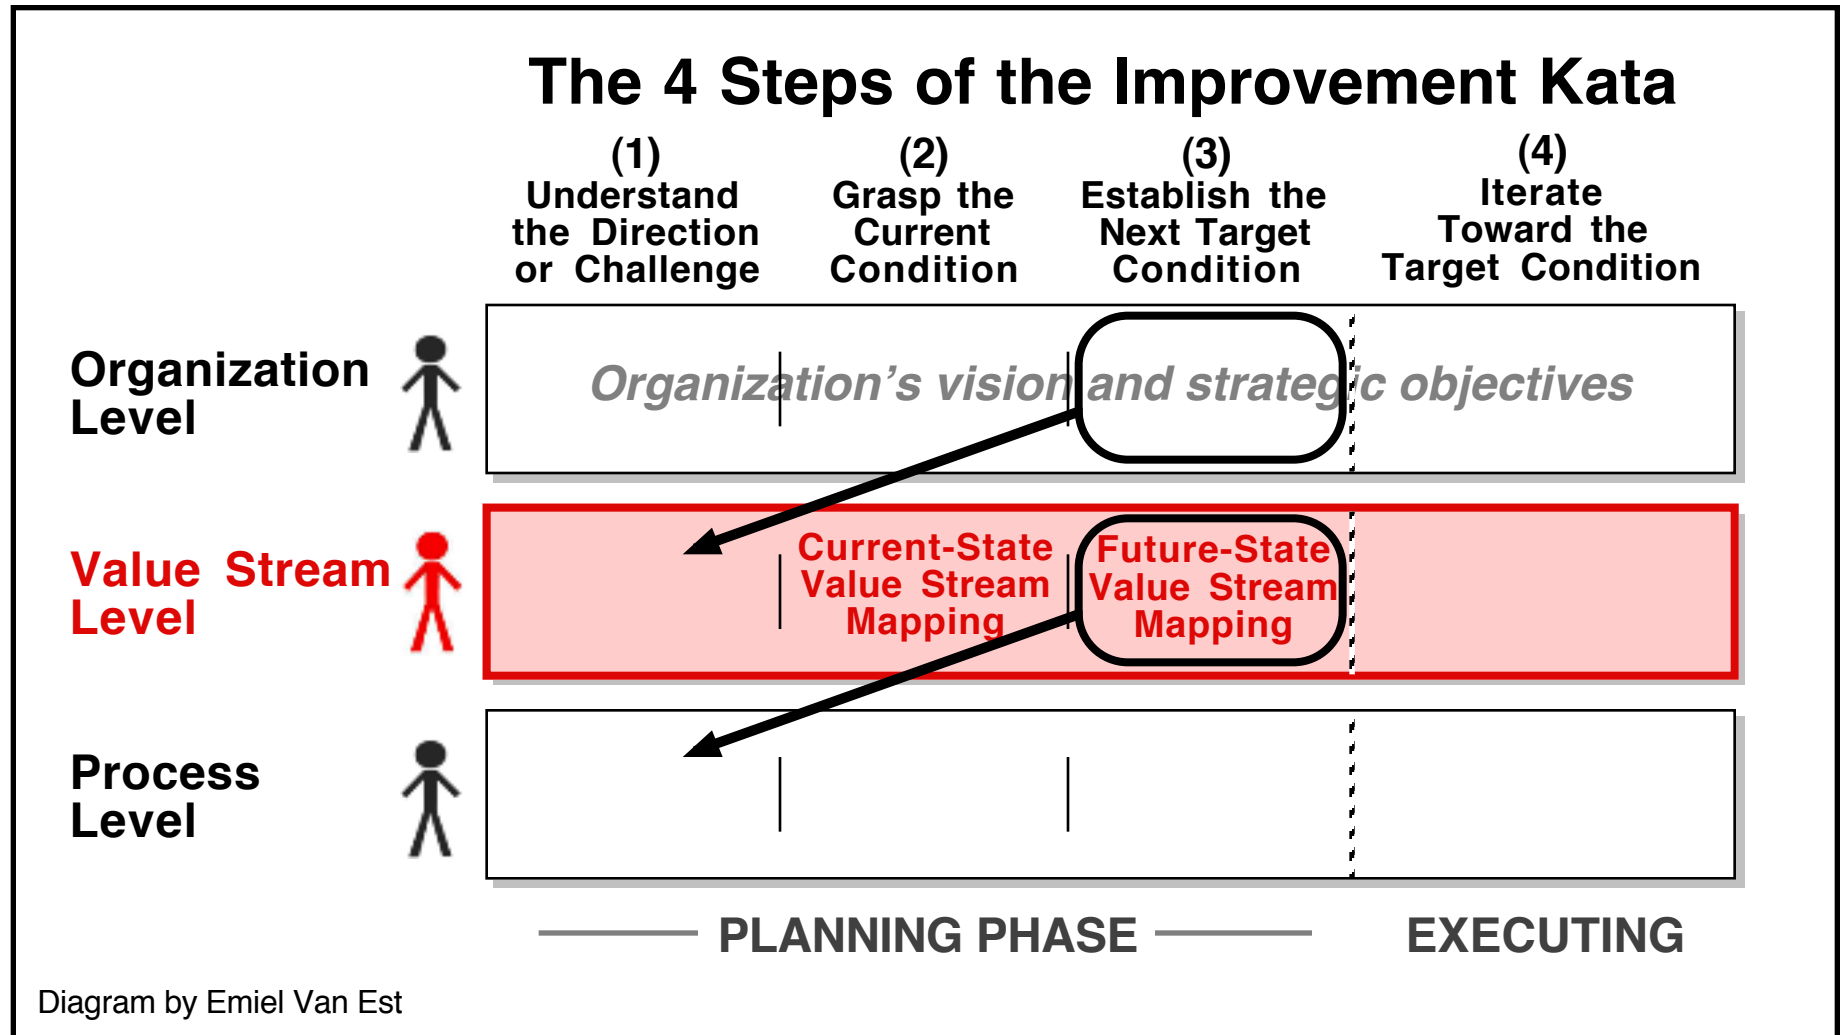 The 4 Steps of the Improvement Kata
(1)
Understand
the Direction
or Challenge
(2)
Grasp the
Current
Condition
(3)
Establish the
Next Target
Condition
(4)
Iterate
Toward the
Target Condition
Organization
Level
Organization's vision and strategic objectives
Value Stream
Level
Current-State
Value Stream
Mapping
Future-State
Value Stream
Mapping
Process
Level
PLANNING PHASE
EXECUTING
Diagram by Emiel Van Est